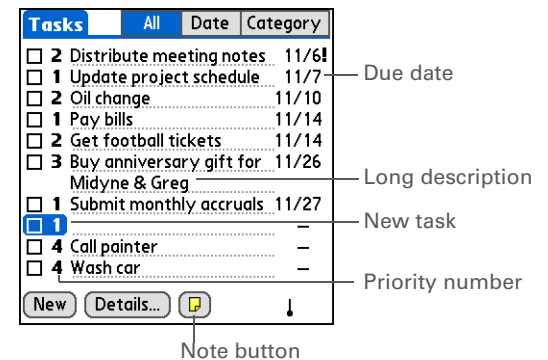 Tasks All Date Category
2 Distribute meeting notes 11/6!
1 Update project schedule 11/7
Due date
2 Oil change 11/10
1 Pay bills 11/14
2 Get football tickets 11/14
3 Buy anniversary gift for 11/26
Midyne & Greg
Long description
1 Submit monthly accruals 11/27
1 –
New task
4 Call painter –
4 Wash car –
Priority number
New Details...
Note button